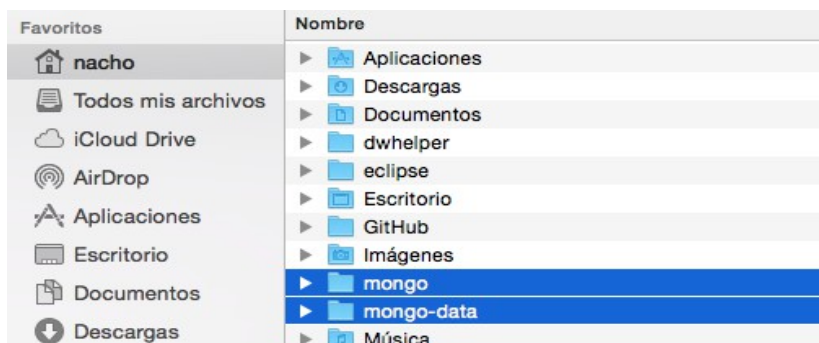 Favoritos
nacho
Todos mis archivos
iCloud Drive
AirDrop
Aplicaciones
Escritorio
Documentos
Descargas
Nombre
Aplicaciones
Descargas
Documentos
dwhelper
eclipse
Escritorio
GitHub
Imágenes
mongo
mongo-data
Música